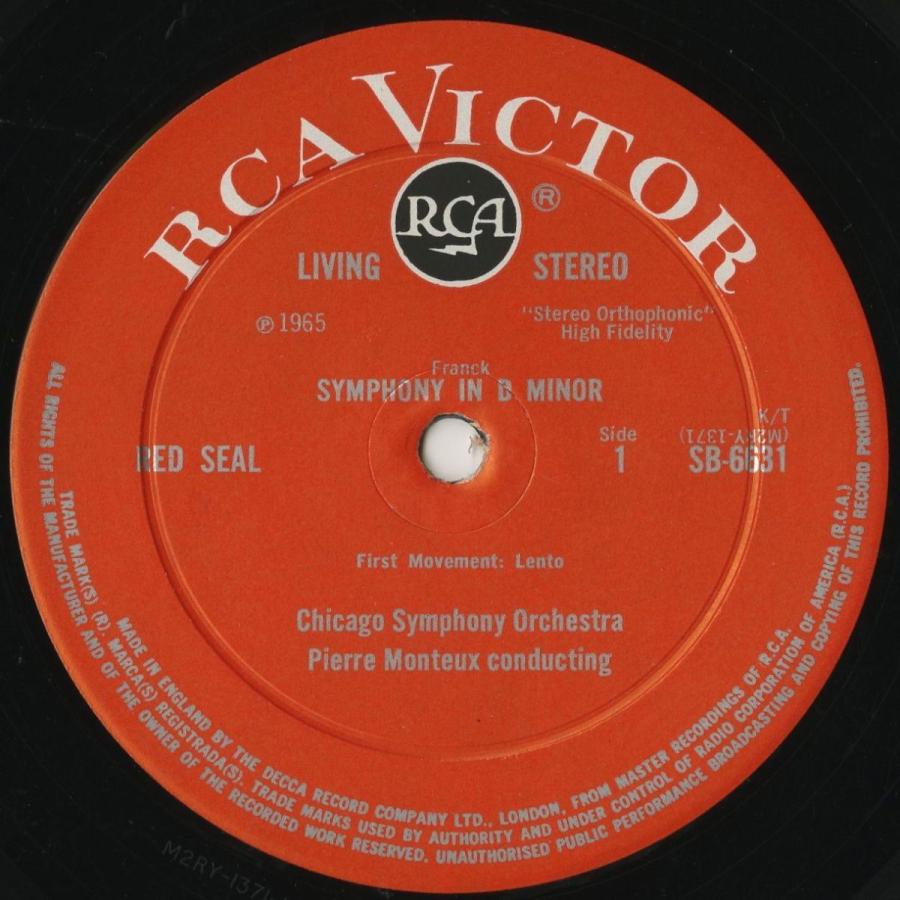 RCA VICTOR
RCA ®
LIVING STEREO
℗ 1965
"Stereo Orthophonic"
High Fidelity
Franck
SYMPHONY IN D MINOR
RED SEAL
Side
1
K/T
(M2RY-1371)
SB-6631
First Movement: Lento
Chicago Symphony Orchestra
Pierre Monteux conducting
MADE IN ENGLAND BY THE DECCA RECORD COMPANY LTD., LONDON, FROM MASTER RECORDINGS OF R.C.A.
TRADE MARK(S) (R). MARCA(S) REGISTRADA(S). TRADE MARKS USED BY AUTHORITY AND UNDER CONTROL OF RADIO CORPORATION OF AMERICA (R.C.A.)
ALL RIGHTS OF THE MANUFACTURER AND OF THE OWNER OF THE RECORDED WORK RESERVED. UNAUTHORISED PUBLIC PERFORMANCE BROADCASTING AND COPYING OF THIS RECORD PROHIBITED.
M2RY-1371